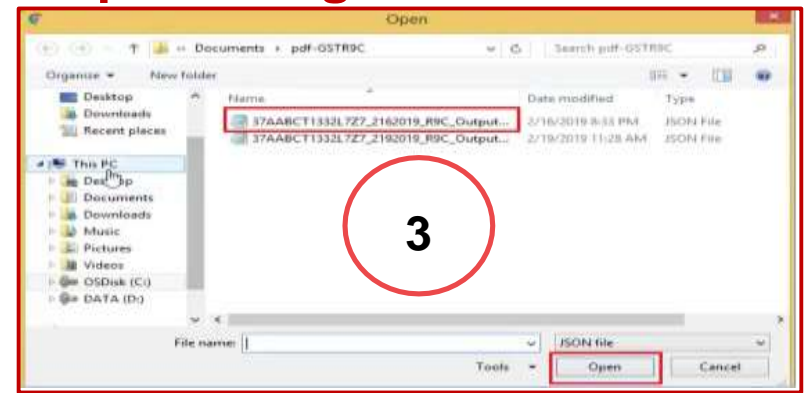 Open
Documents › pdf-GSTR9C
Search pdf-GSTR9C
Organize New folder
Name Date modified Type
Desktop
Downloads
Recent places
37AABCT1332L7Z7_2162019_R9C_Output... 2/16/2019 8:33 PM JSON File
37AABCT1332L7Z7_2192019_R9C_Output... 2/19/2019 11:28 AM JSON File
This PC
Desktop
Documents
Downloads
Music
Pictures
Videos
OSDisk (C:)
DATA (D:)
3
File name: JSON file
Tools Open Cancel